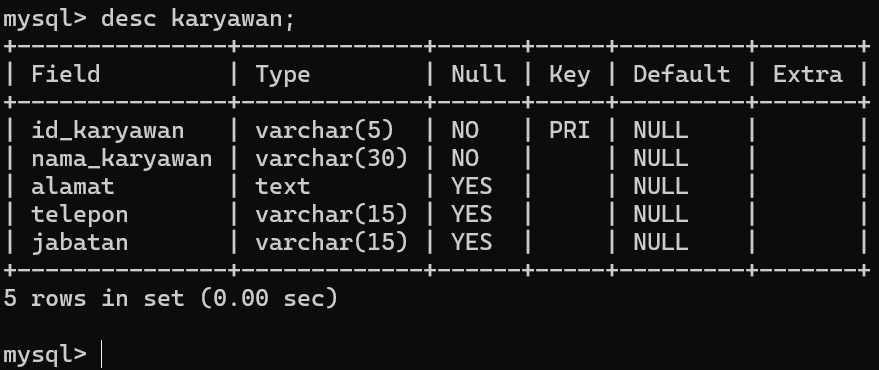 mysql> desc karyawan;
+---------------+-------------+------+-----+---------+-------+
| Field         | Type        | Null | Key | Default | Extra |
+---------------+-------------+------+-----+---------+-------+
| id_karyawan   | varchar(5)  | NO   | PRI | NULL    |       |
| nama_karyawan | varchar(30) | NO   |     | NULL    |       |
| alamat        | text        | YES  |     | NULL    |       |
| telepon       | varchar(15) | YES  |     | NULL    |       |
| jabatan       | varchar(15) | YES  |     | NULL    |       |
+---------------+-------------+------+-----+---------+-------+
5 rows in set (0.00 sec)
mysql>